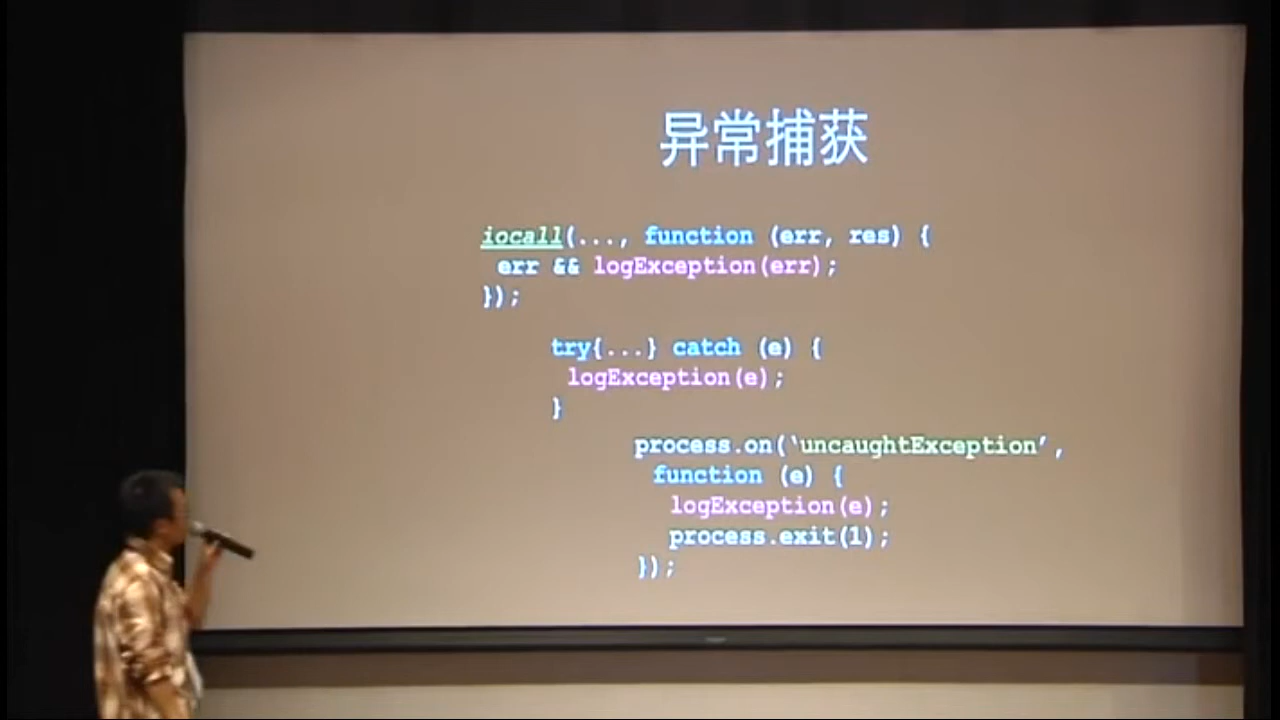 异常捕获
iocall(..., function (err, res) {
err && logException(err);
});
try{...} catch (e) {
logException(e);
}
process.on(‘uncaughtException’,
function (e) {
logException(e);
process.exit(1);
});